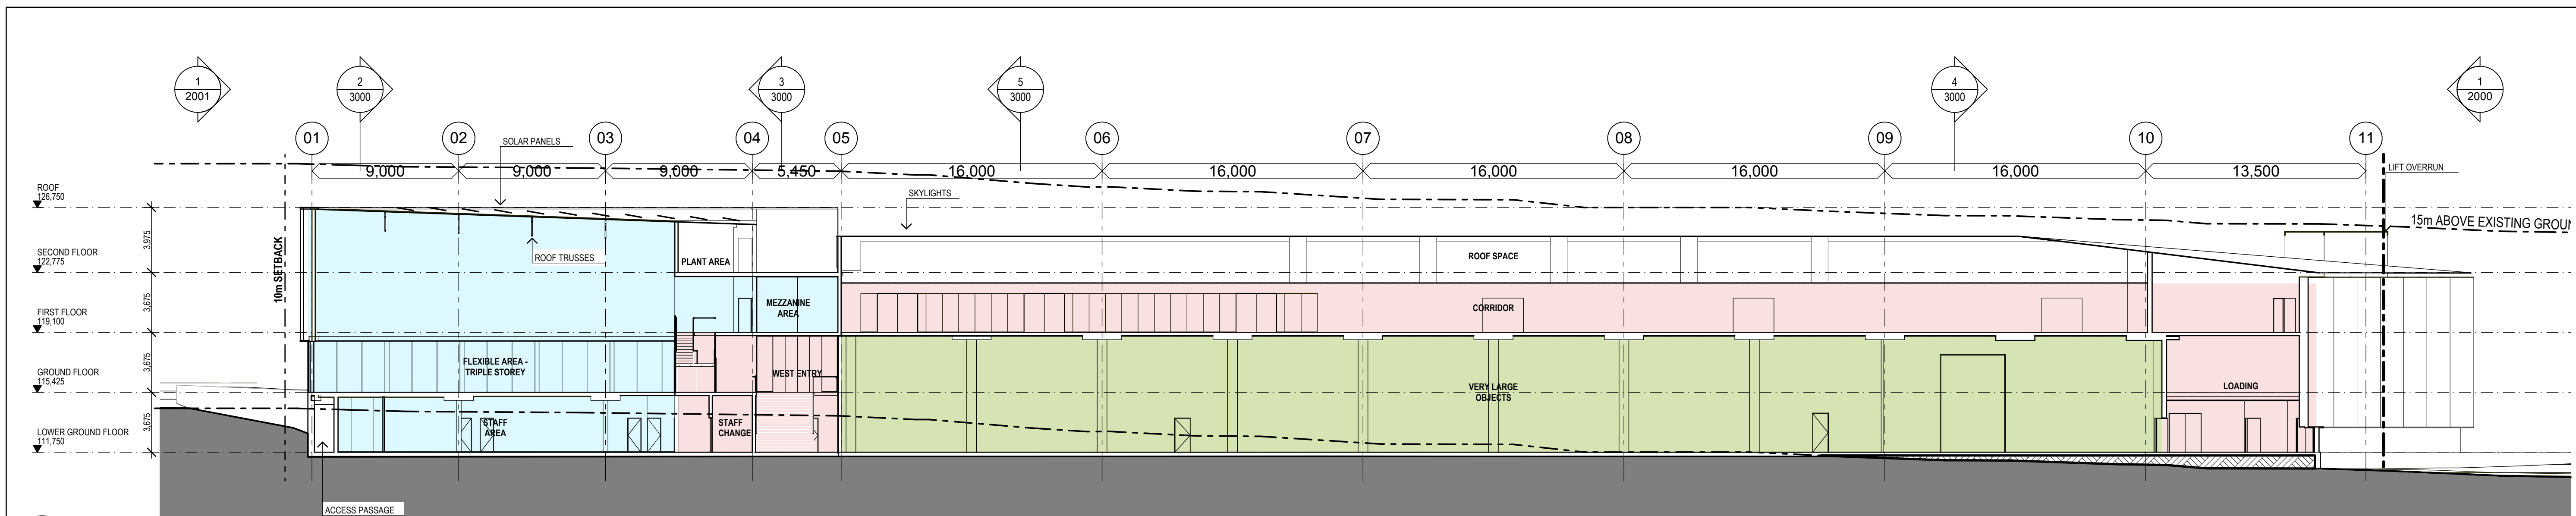 1
2001
2
3000
3
3000
5
3000
4
3000
1
2000
01
02
03
04
05
06
07
08
09
10
11
SOLAR PANELS
LIFT OVERRUN
9,000
9,000
9,000
5,450
16,000
16,000
16,000
16,000
16,000
13,500
ROOF
126,750
SKYLIGHTS
15m ABOVE EXISTING GROUN
3,975
SECOND FLOOR
122,775
10m SETBACK
ROOF TRUSSES
PLANT AREA
ROOF SPACE
3,675
MEZZANINE
AREA
FIRST FLOOR
119,100
CORRIDOR
3,675
FLEXIBLE AREA -
TRIPLE STOREY
WEST ENTRY
GROUND FLOOR
115,425
VERY LARGE
OBJECTS
LOADING
3,675
STAFF
AREA
STAFF
CHANGE
LOWER GROUND FLOOR
111,750
ACCESS PASSAGE